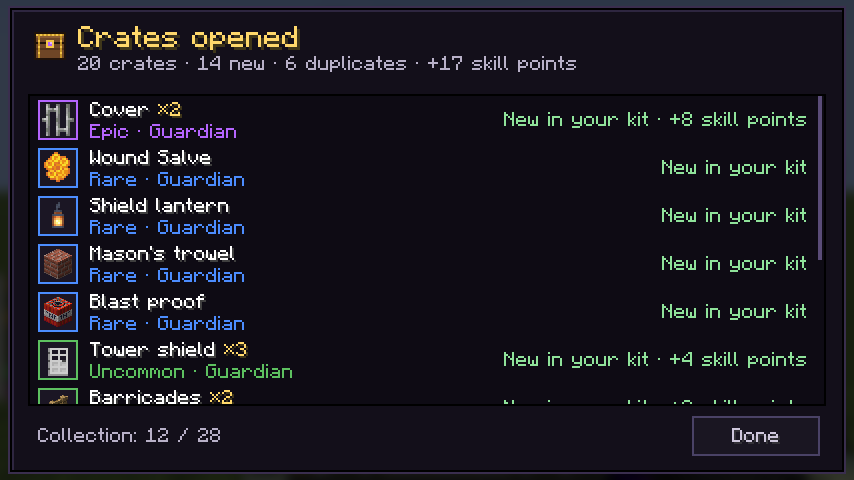 Crates opened
20 crates · 14 new · 6 duplicates · +17 skill points
Cover ×2
Epic · Guardian
New in your kit · +8 skill points
Wound Salve
Rare · Guardian
New in your kit
Shield lantern
Rare · Guardian
New in your kit
Mason's trowel
Rare · Guardian
New in your kit
Blast proof
Rare · Guardian
New in your kit
Tower shield ×3
Uncommon · Guardian
New in your kit · +4 skill points
Barricades ×2
Collection: 12 / 28
Done